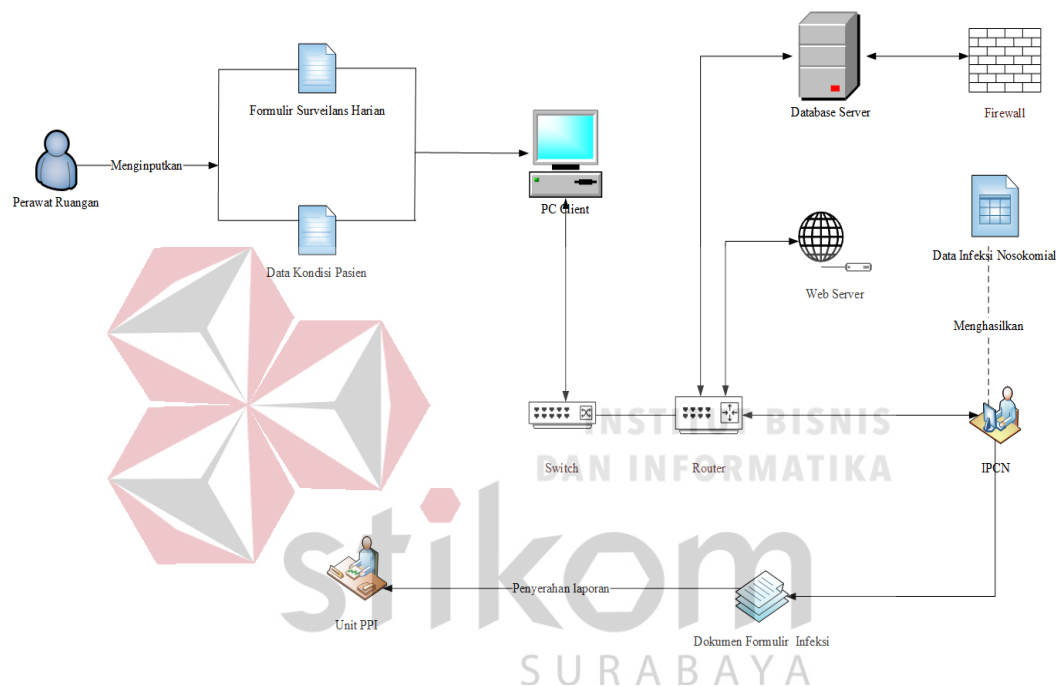 Formulir Surveilans Harian
Database Server
Firewall
Menginputkan
Perawat Ruangan
PC Client
Data Kondisi Pasien
Data Infeksi Nosokomial
Web Server
Menghasilkan
INSTITUT BISNIS
DAN INFORMATIKA
Switch
Router
IPCN
stikom
SURABAYA
Penyerahan laporan
Unit PPI
Dokumen Formulir Infeksi